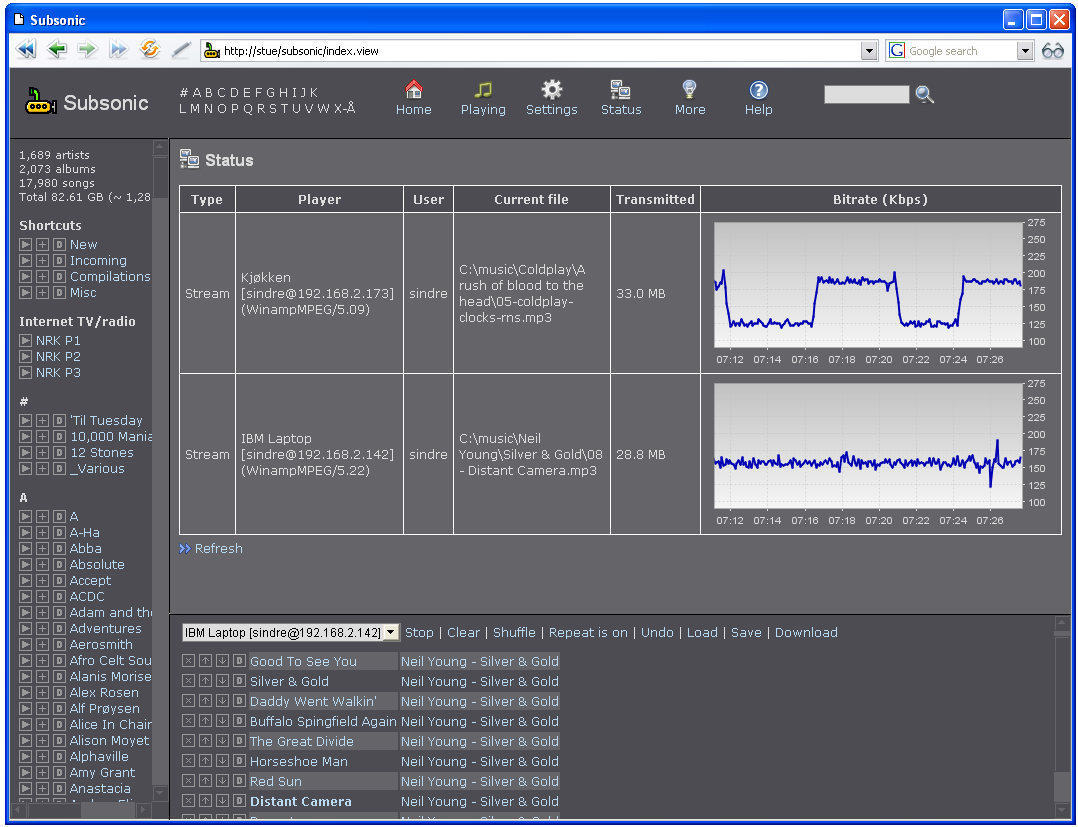 Subsonic
http://stue/subsonic/index.view
Google search
Subsonic
# A B C D E F G H I J K
L M N O P Q R S T U V W X-Å
Home
Playing
Settings
Status
More
Help
1,689 artists
2,073 albums
17,980 songs
Total 82.61 GB (~ 1,28
Shortcuts
D New
D Incoming
D Compilations
D Misc
Internet TV/radio
NRK P1
NRK P2
NRK P3
#
D 'Til Tuesday
D 10,000 Mania
D 12 Stones
D _Various
A
D A
D A-Ha
D Abba
D Absolute
D Accept
D ACDC
D Adam and the
D Adventures
D Aerosmith
D Afro Celt Sou
D Alanis Morise
D Alex Rosen
D Alf Prøysen
D Alice In Chain
D Alison Moyet
D Alphaville
D Amy Grant
D Anastacia
Status
Type Player User Current file Transmitted Bitrate (Kbps)
Stream
Kjøkken
[sindre@192.168.2.173]
(WinampMPEG/5.09)
sindre
C:\music\Coldplay\A
rush of blood to the
head\05-coldplay-
clocks-rns.mp3
33.0 MB
275
250
225
200
175
150
125
100
07:12 07:14 07:16 07:18 07:20 07:22 07:24 07:26
Stream
IBM Laptop
[sindre@192.168.2.142]
(WinampMPEG/5.22)
sindre
C:\music\Neil
Young\Silver & Gold\08
- Distant Camera.mp3
28.8 MB
275
250
225
200
175
150
125
100
07:12 07:14 07:16 07:18 07:20 07:22 07:24 07:26
Refresh
IBM Laptop [sindre@192.168.2.142] Stop | Clear | Shuffle | Repeat is on | Undo | Load | Save | Download
D Good To See You Neil Young - Silver & Gold
D Silver & Gold Neil Young - Silver & Gold
D Daddy Went Walkin' Neil Young - Silver & Gold
D Buffalo Spingfield Again Neil Young - Silver & Gold
D The Great Divide Neil Young - Silver & Gold
D Horseshoe Man Neil Young - Silver & Gold
D Red Sun Neil Young - Silver & Gold
D Distant Camera Neil Young - Silver & Gold